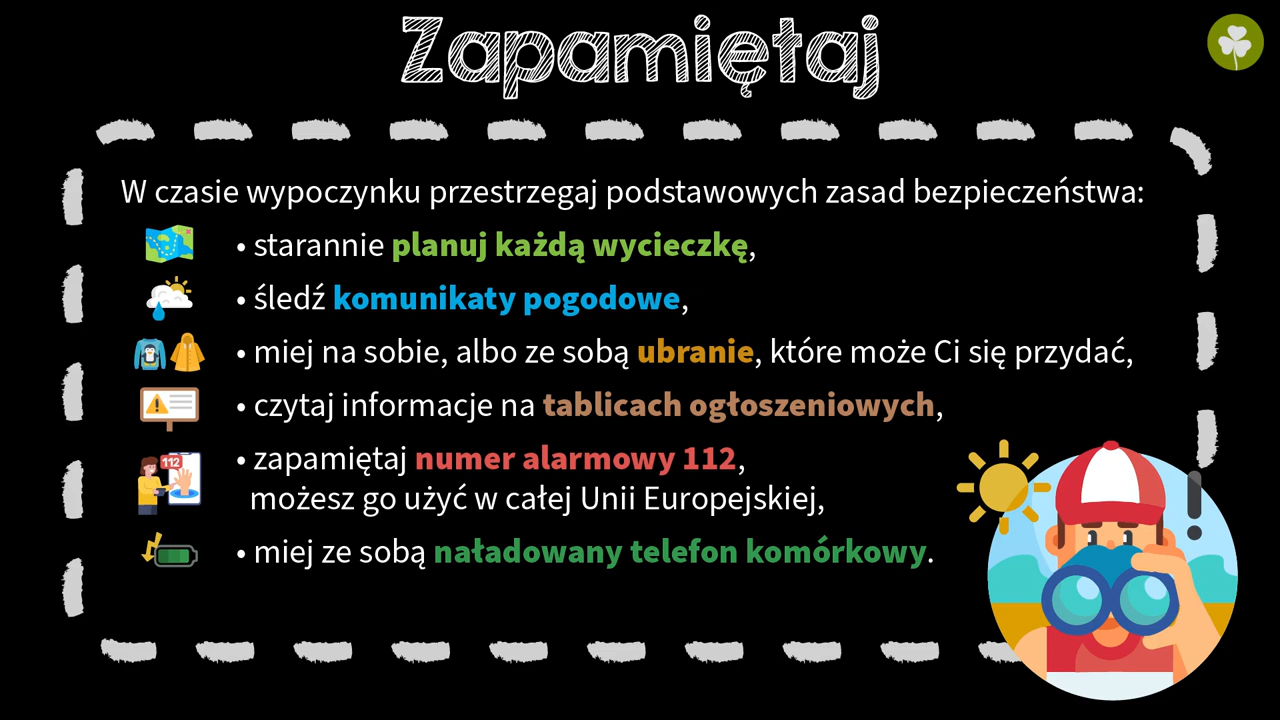 Zapamiętaj
W czasie wypoczynku przestrzegaj podstawowych zasad bezpieczeństwa:
• starannie planuj każdą wycieczkę,
• śledź komunikaty pogodowe,
• miej na sobie, albo ze sobą ubranie, które może Ci się przydać,
• czytaj informacje na tablicach ogłoszeniowych,
• zapamiętaj numer alarmowy 112,
możesz go użyć w całej Unii Europejskiej,
112
• miej ze sobą naładowany telefon komórkowy.